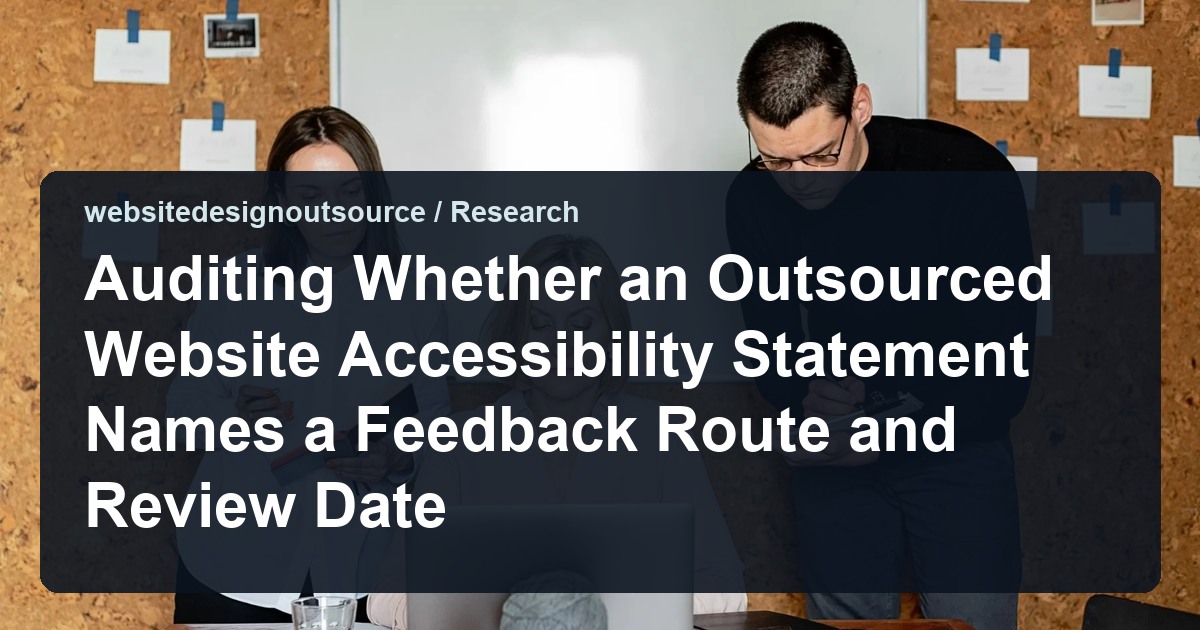 websitedesignoutsource / Research
Auditing Whether an Outsourced
Website Accessibility Statement
Names a Feedback Route and
Review Date